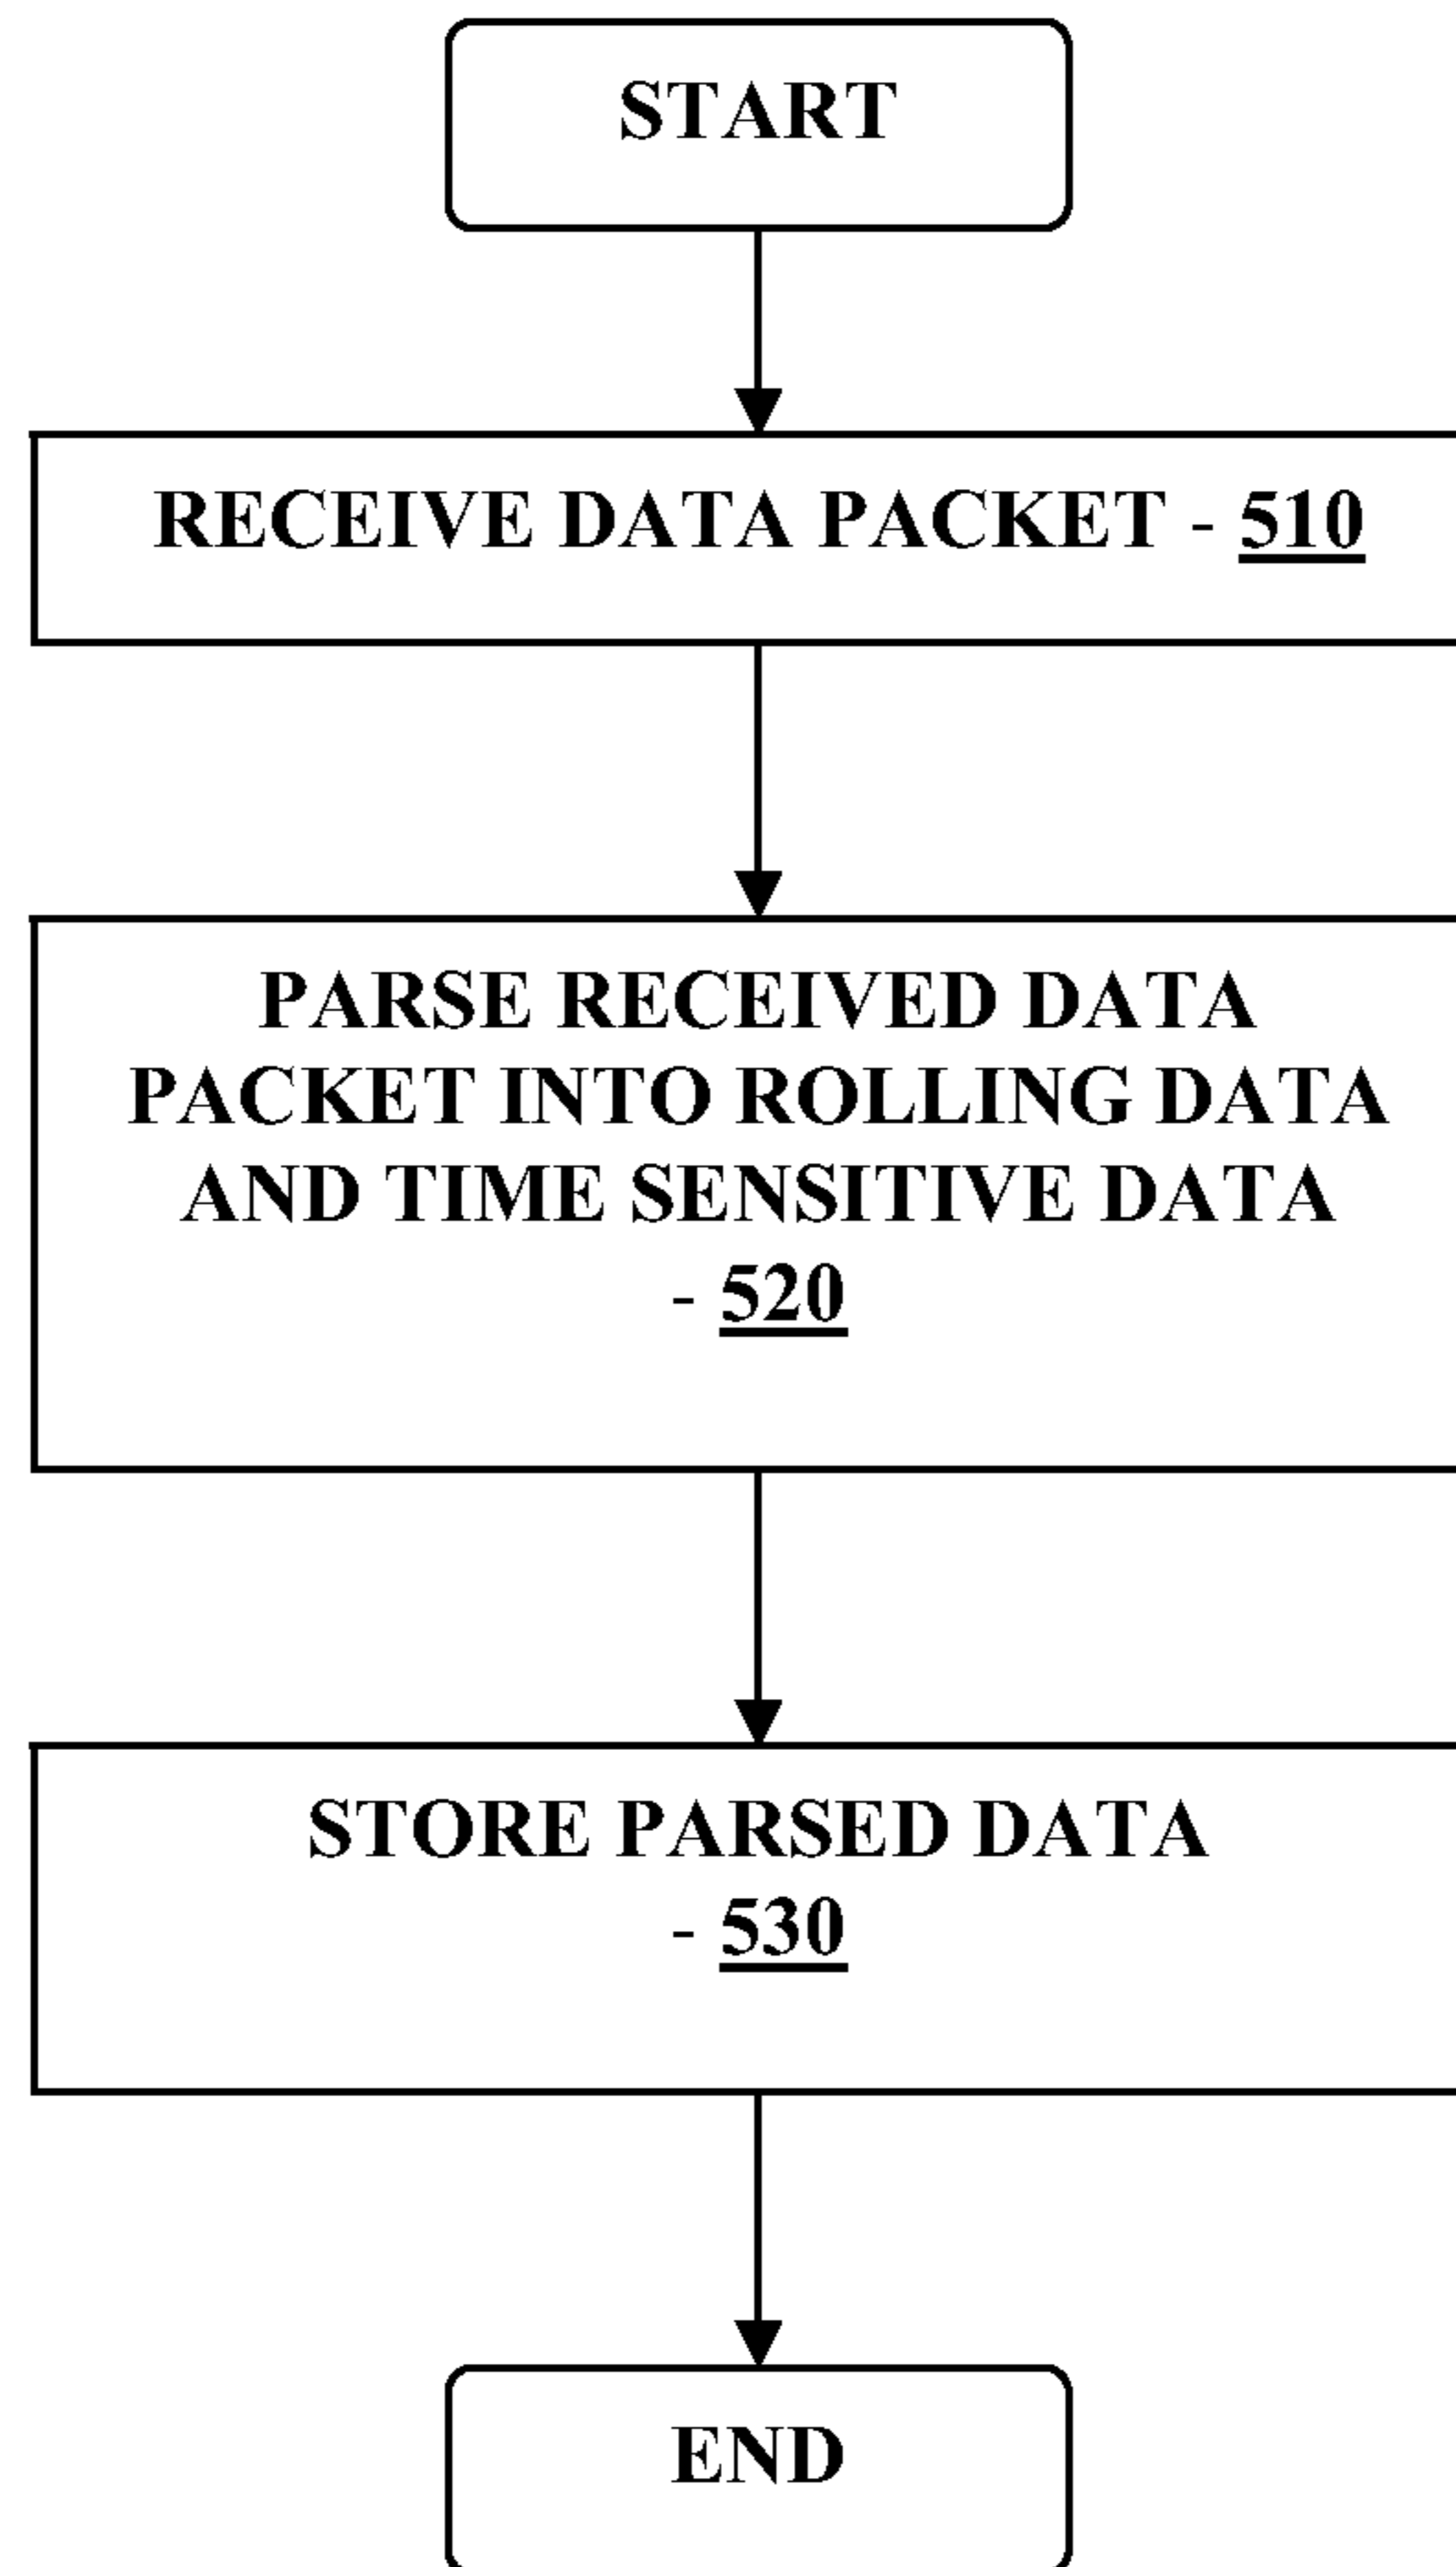 START
RECEIVE DATA PACKET - 510
PARSE RECEIVED DATA
PACKET INTO ROLLING DATA
AND TIME SENSITIVE DATA
- 520
STORE PARSED DATA
- 530
END